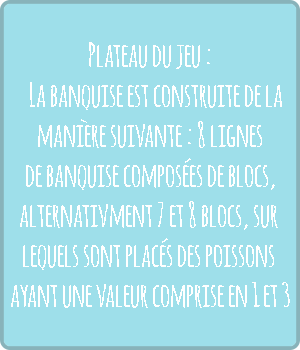 Plateau du jeu :
La banquise est construite de la
manière suivante : 8 lignes
de banquise composées de blocs,
alternativment 7 et 8 blocs, sur
lequels sont placés des poissons
ayant une valeur comprise en 1 et 3